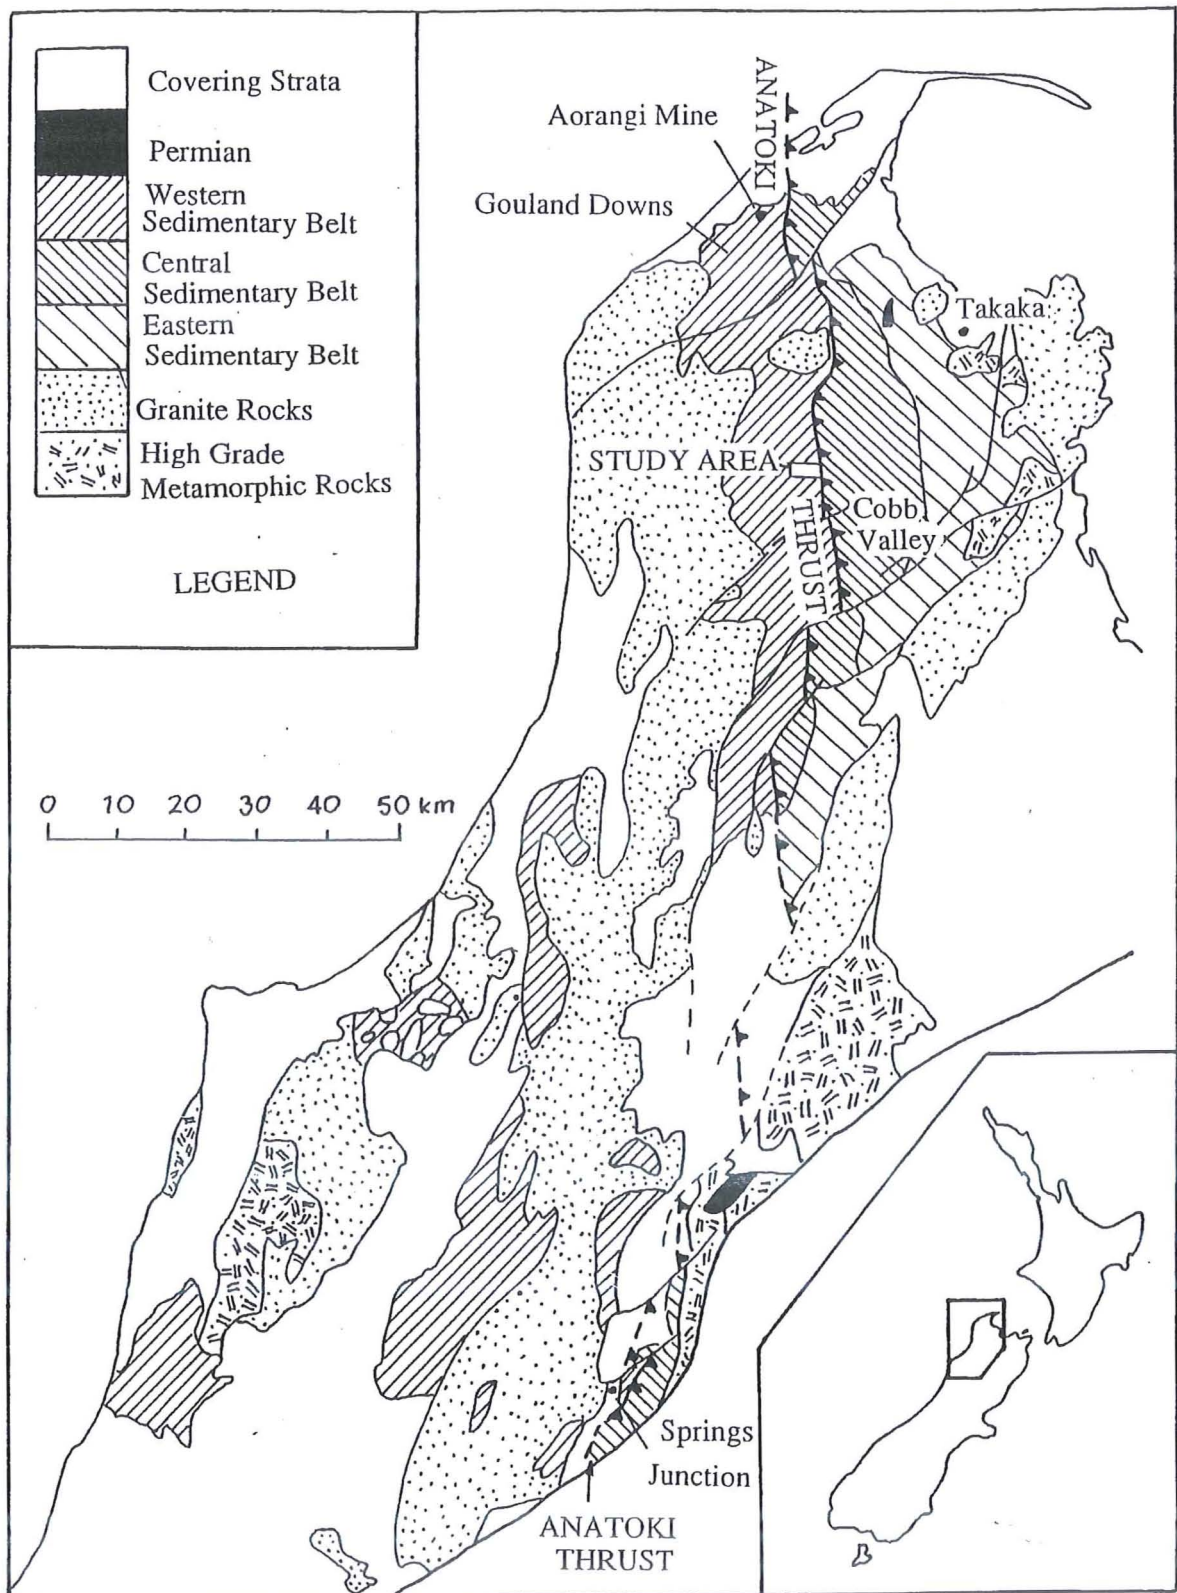 Covering Strata
Permian
Western
Sedimentary Belt
Central
Sedimentary Belt
Eastern
Sedimentary Belt
Granite Rocks
High Grade
Metamorphic Rocks
LEGEND
ANATOKI
Aorangi Mine
Gouland Downs
Takaka
STUDY AREA
THRUST
Cobb
Valley
0 10 20 30 40 50 km
Springs
Junction
ANATOKI
THRUST